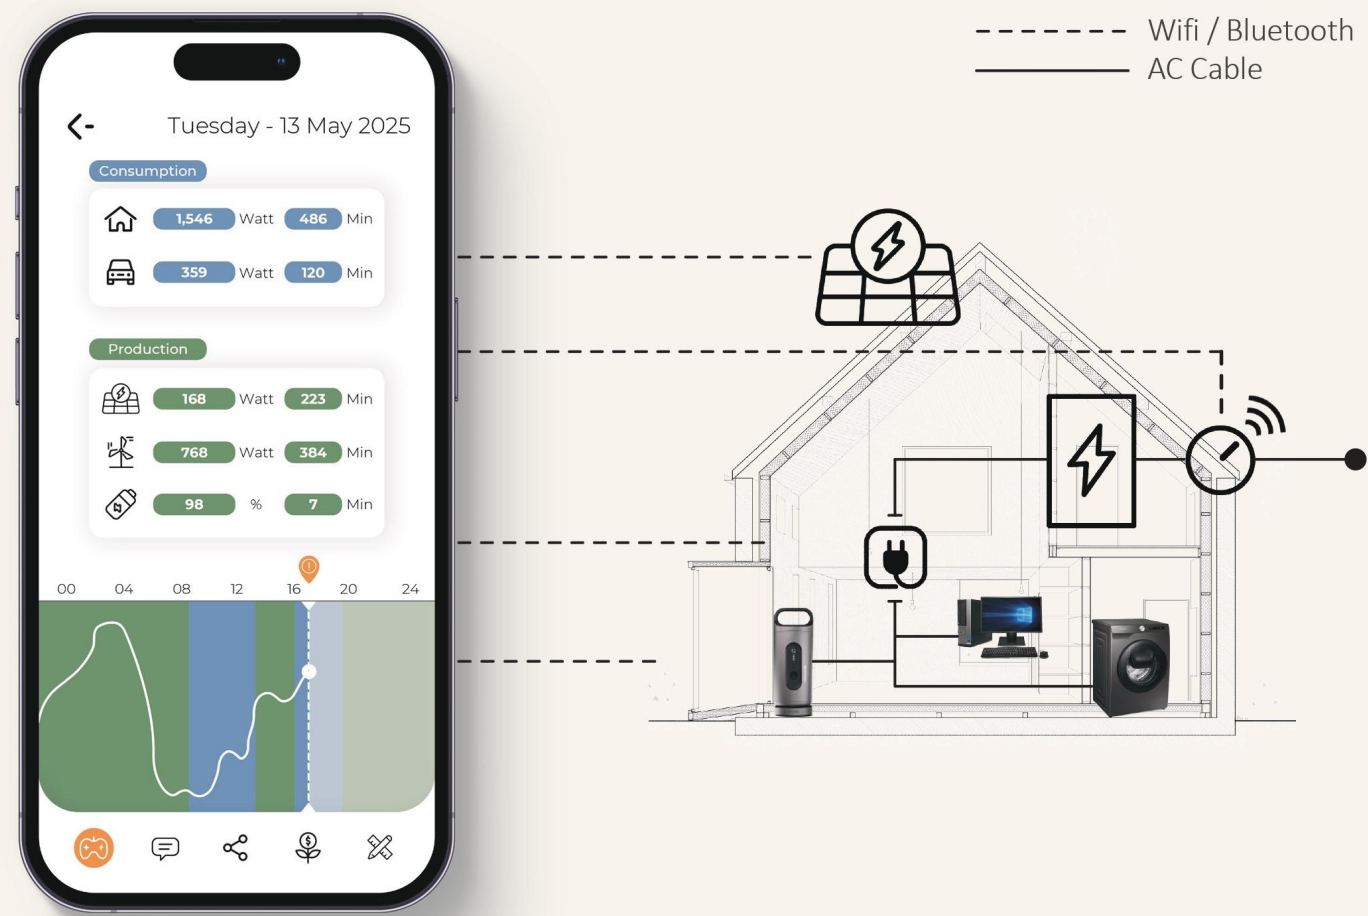 Wifi / Bluetooth
AC Cable
Tuesday - 13 May 2025
Consumption
1,546 Watt 486 Min
359 Watt 120 Min
Production
168 Watt 223 Min
768 Watt 384 Min
98 % 7 Min
00 04 08 12 16 20 24